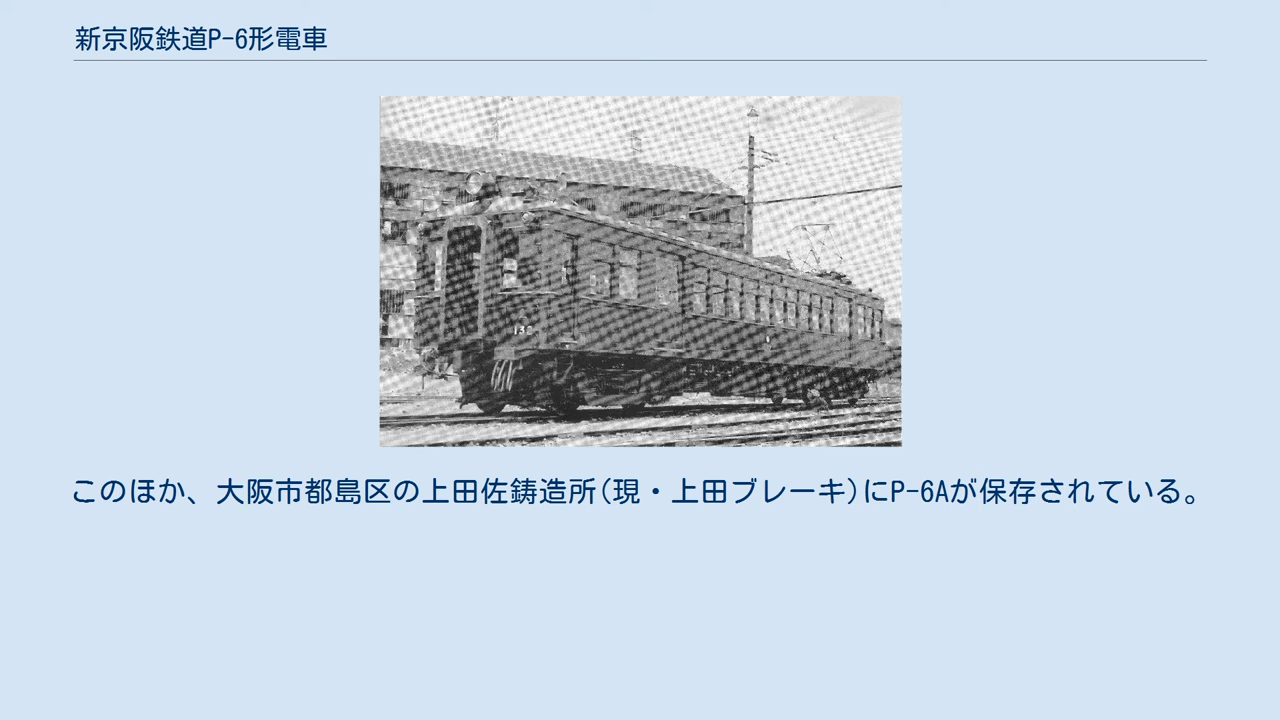 新京阪鉄道P-6形電車
132
このほか、大阪市都島区の上田佐鋳造所(現・上田ブレーキ)にP-6Aが保存されている。